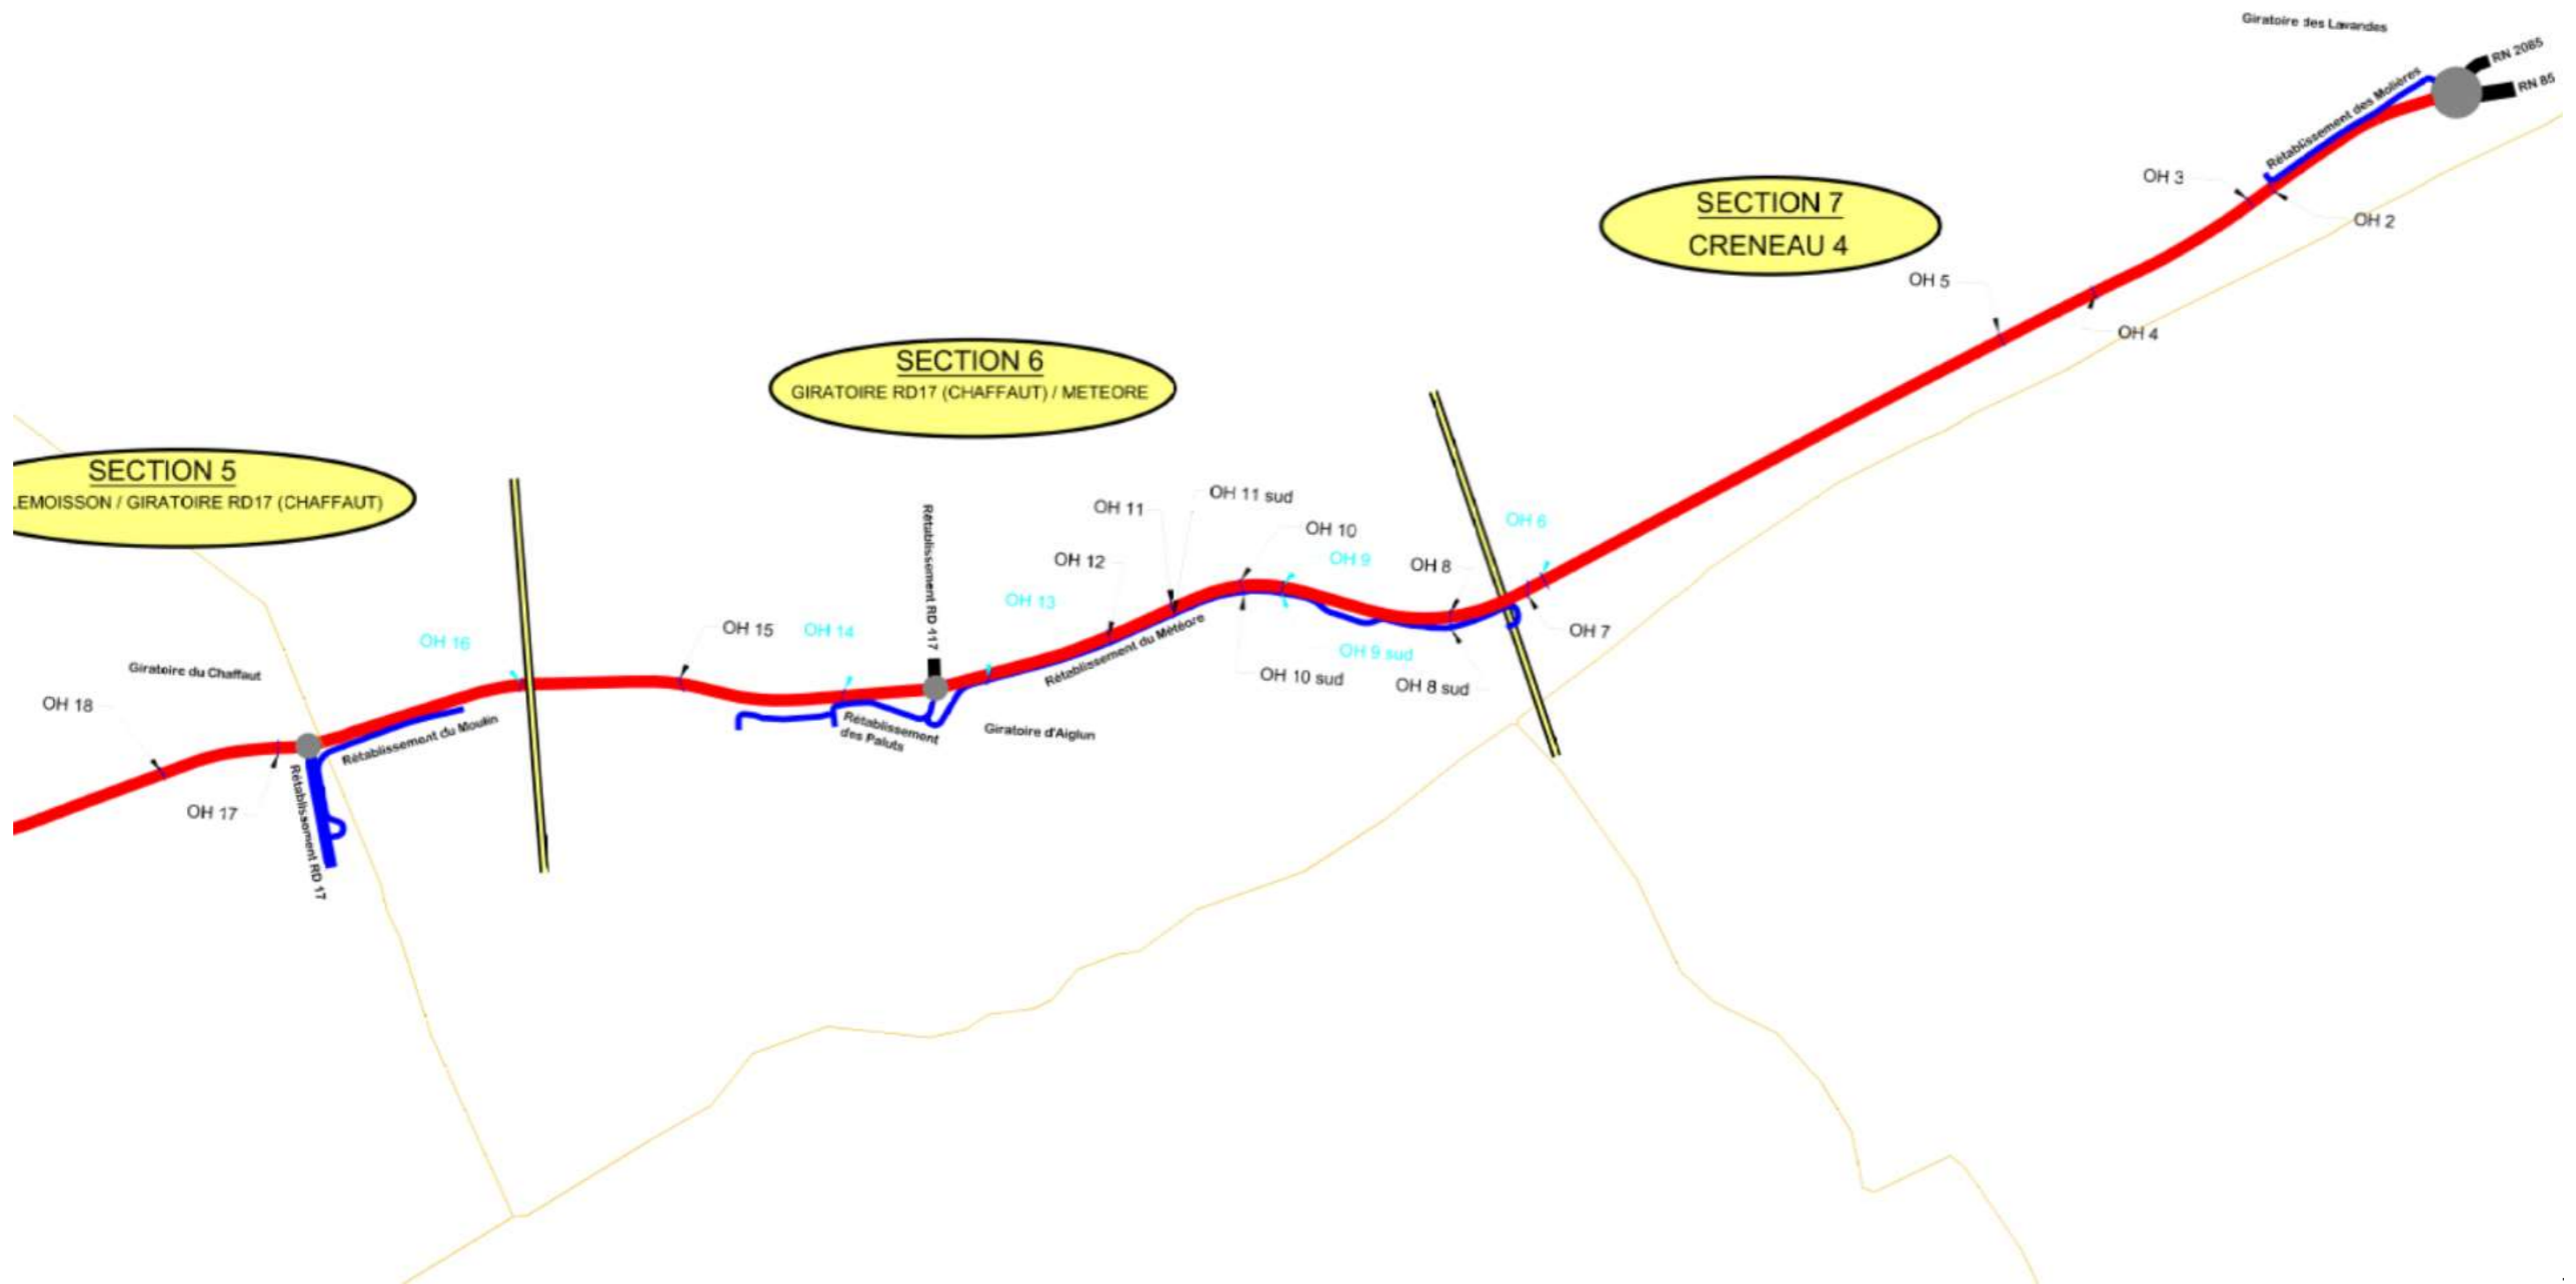 Giratoire des Lavandes
RN 2085
RN 85
Rétablissement des Molières
OH 3
OH 2
SECTION 7
CRENEAU 4
OH 5
OH 4
SECTION 6
GIRATOIRE RD17 (CHAFFAUT) / METEORE
SECTION 5
LEMOISSON / GIRATOIRE RD17 (CHAFFAUT)
OH 11 sud
OH 11
OH 10
OH 6
OH 12
OH 9
OH 8
Rétablissement RD 417
OH 13
OH 15
OH 14
OH 7
OH 16
Rétablissement du Météore
OH 9 sud
OH 10 sud
OH 8 sud
Giratoire du Chaffaut
OH 18
Rétablissement du Moulin
Rétablissement
des Paluts
Giratoire d'Aiglun
OH 17
Rétablissement RD 17